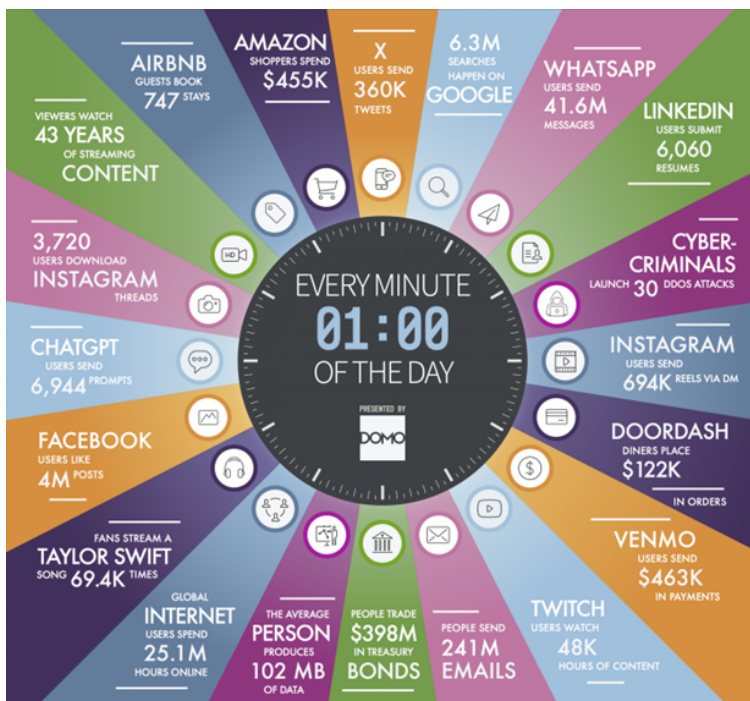 EVERY MINUTE
01:00
OF THE DAY
PRESENTED BY
DOMO
X
USERS SEND
360K
TWEETS
6.3M
SEARCHES
HAPPEN ON
GOOGLE
WHATSAPP
USERS SEND
41.6M
MESSAGES
LINKEDIN
USERS SUBMIT
6,060
RESUMES
CYBER-
CRIMINALS
LAUNCH 30 DDOS ATTACKS
INSTAGRAM
USERS SEND
694K REELS VIA DM
DOORDASH
DINERS PLACE
$122K
IN ORDERS
VENMO
USERS SEND
$463K
IN PAYMENTS
TWITCH
USERS WATCH
48K
HOURS OF CONTENT
PEOPLE SEND
241M
EMAILS
PEOPLE TRADE
$398M
IN TREASURY
BONDS
THE AVERAGE
PERSON
PRODUCES
102 MB
OF DATA
GLOBAL
INTERNET
USERS SPEND
25.1M
HOURS ONLINE
FANS STREAM A
TAYLOR SWIFT
SONG 69.4K TIMES
FACEBOOK
USERS LIKE
4M POSTS
CHATGPT
USERS SEND
6,944 PROMPTS
3,720
USERS DOWNLOAD
INSTAGRAM
THREADS
VIEWERS WATCH
43 YEARS
OF STREAMING
CONTENT
HD
AIRBNB
GUESTS BOOK
747 STAYS
AMAZON
SHOPPERS SPEND
$455K